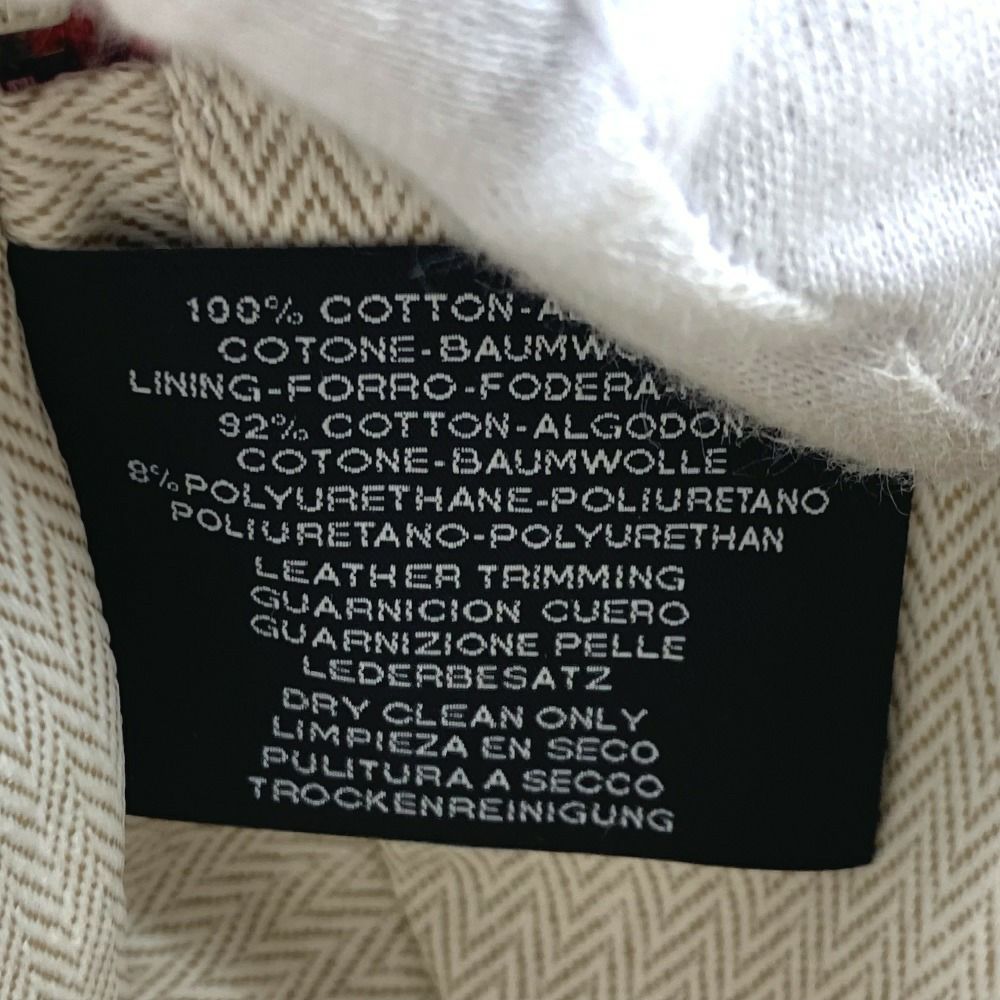 100% COTTON-
COTONE-
LINING-FORRO-FODERA-
92% COTTON-ALGODON-
COTONE-BAUMWOLLE
8% POLYURETHANE-POLIURETANO
POLIURETANO-POLYURETHAN
LEATHER TRIMMING
GUARNICION CUERO
GUARNIZIONE PELLE
LEDERBESATZ
DRY CLEAN ONLY
LIMPIEZA EN SECO
PULITURA A SECCO
TROCKENREINIGUNG